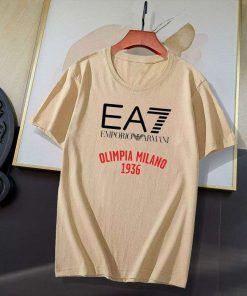 EA7
EMPORIO ARMANI
OLIMPIA MILANO
1936